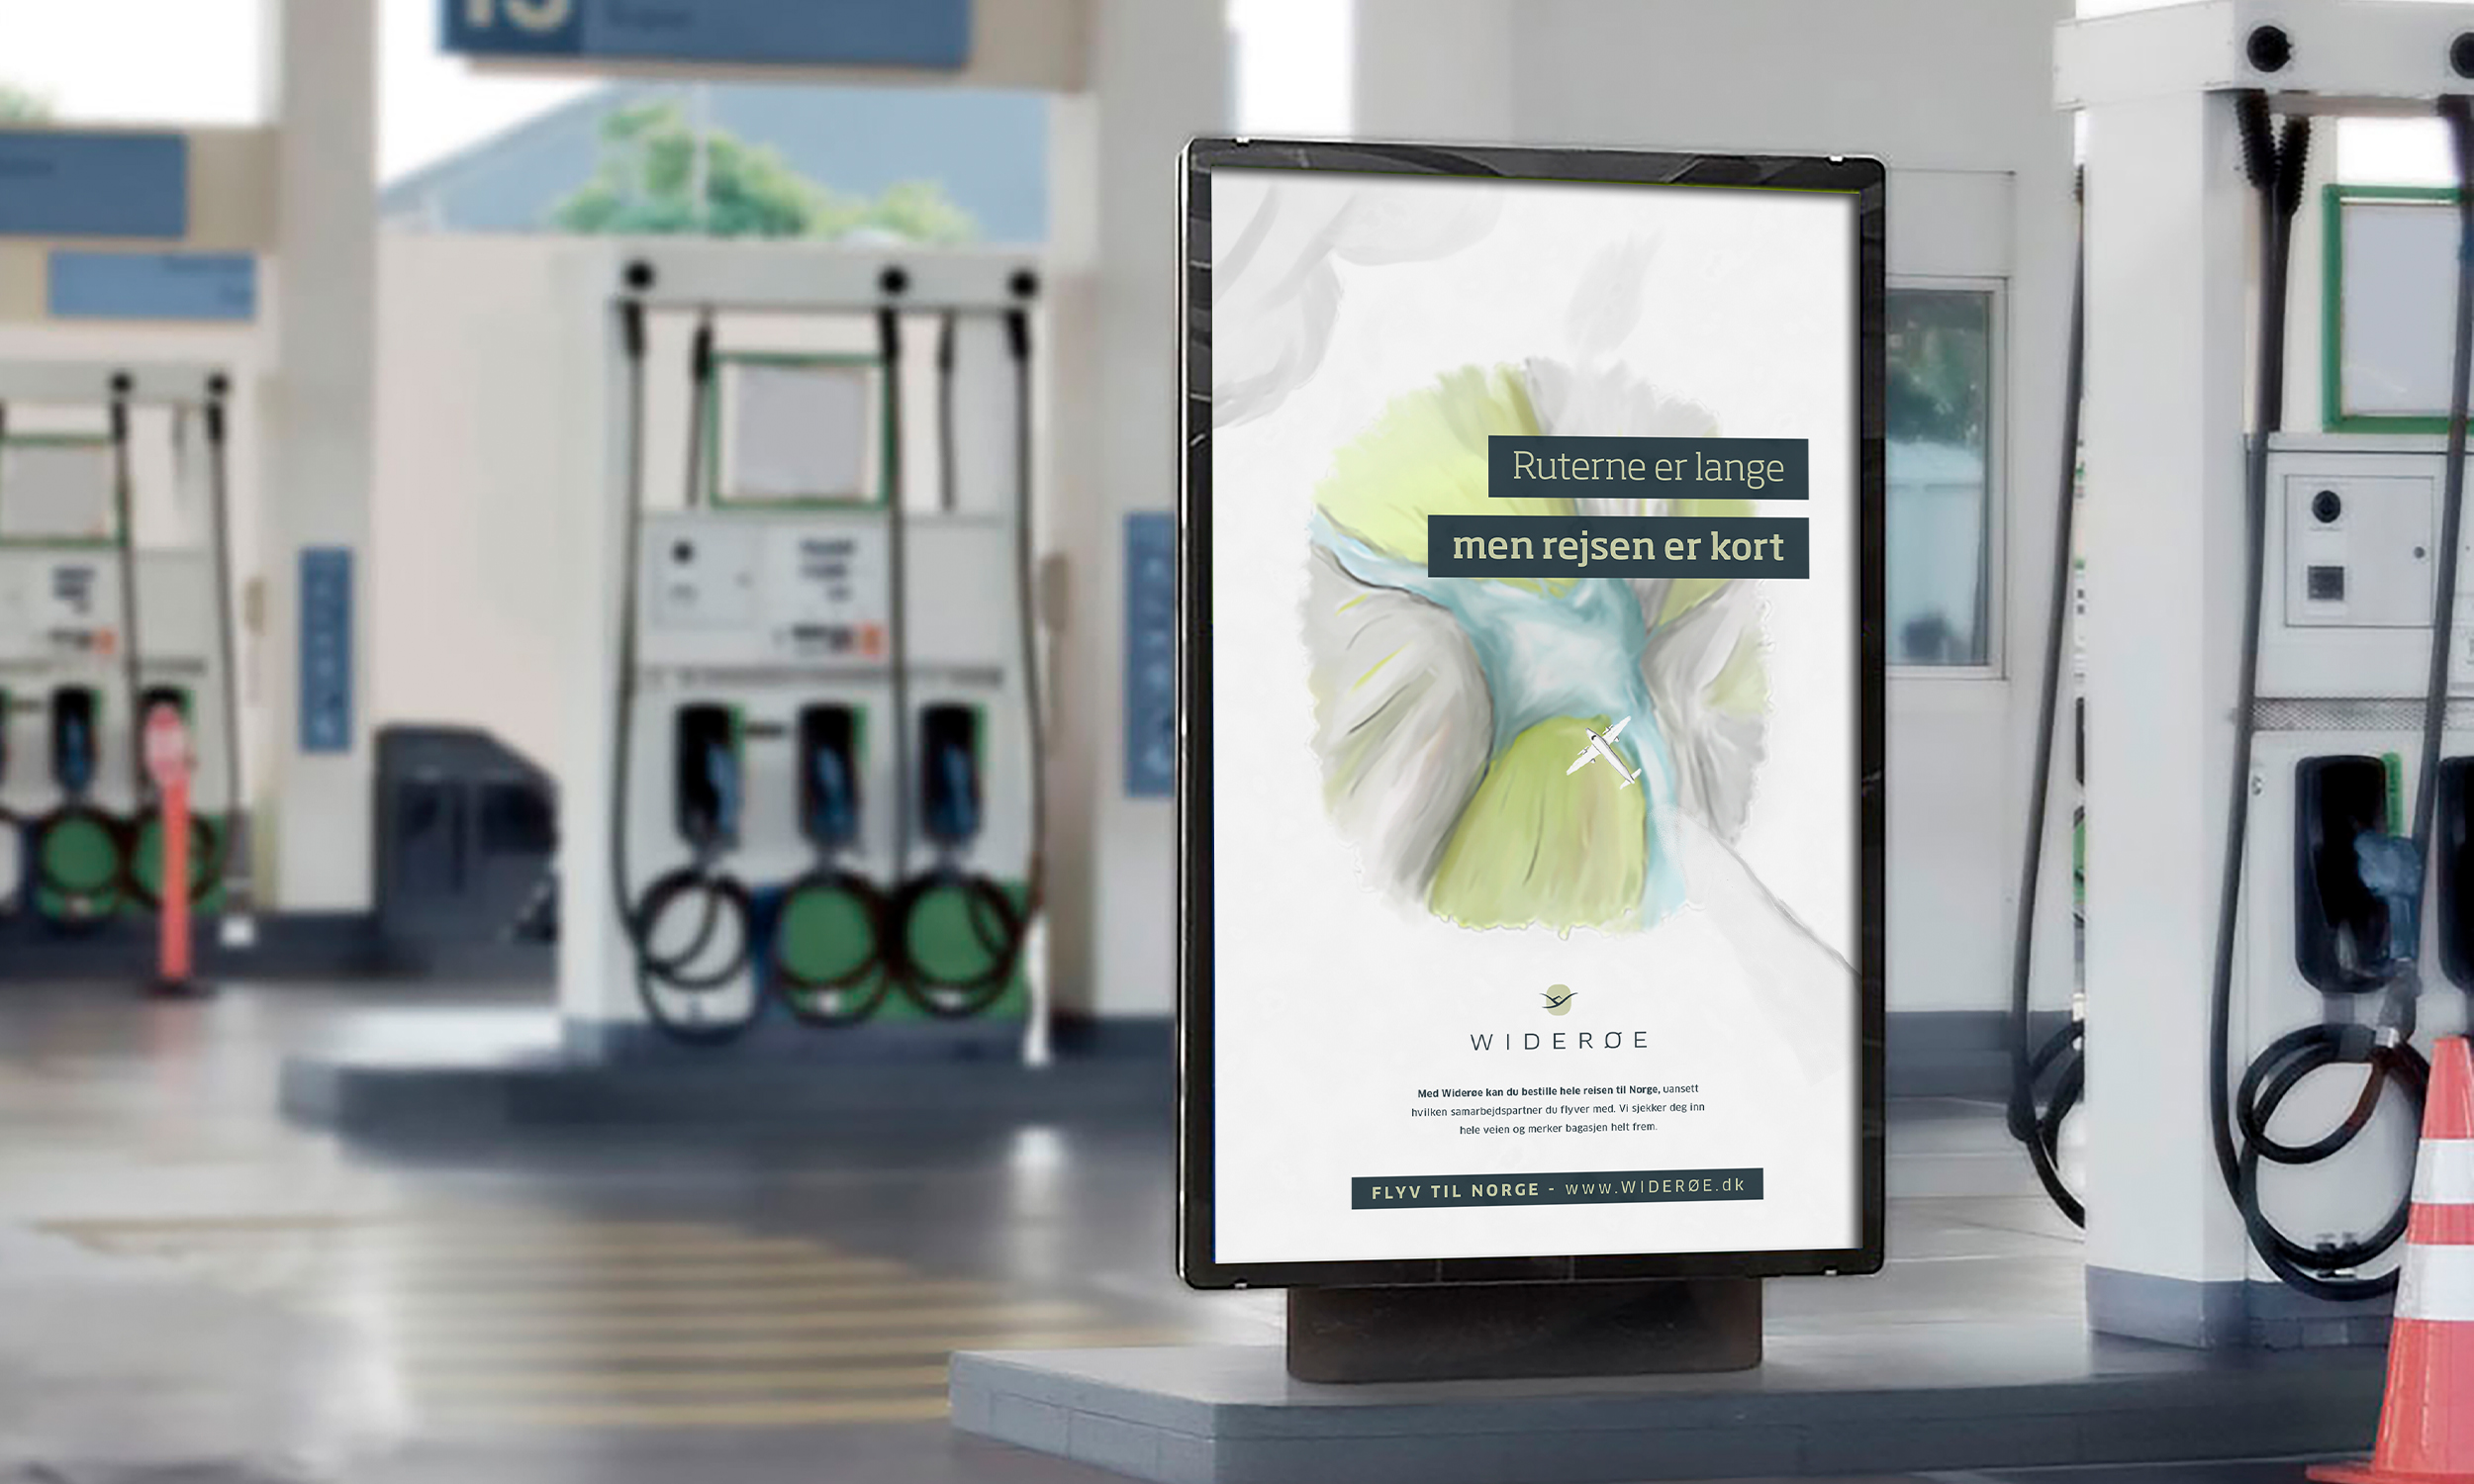 15
Ruterne er lange
men rejsen er kort
WIDERØE
Med Widerøe kan du bestille hele reisen til Norge, uansett
hvilken samarbejdspartner du flyver med. Vi sjekker deg inn
hele veien og merker bagasjen helt frem.
FLYV TIL NORGE - www.WIDERØE.dk